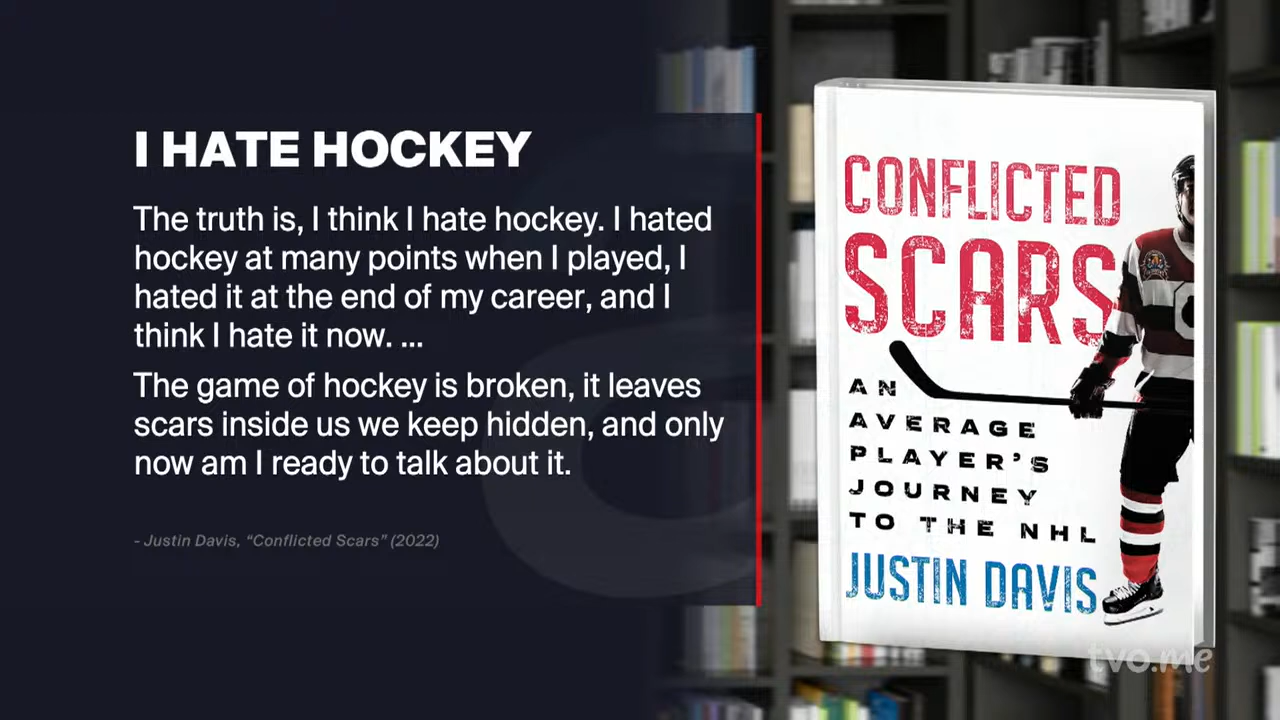 I HATE HOCKEY
The truth is, I think I hate hockey. I hated
hockey at many points when I played, I
hated it at the end of my career, and I
think I hate it now. ...
The game of hockey is broken, it leaves
scars inside us we keep hidden, and only
now am I ready to talk about it.
- Justin Davis, “Conflicted Scars” (2022)
CONFLICTED
SCARS
AN
AVERAGE
PLAYER’S
JOURNEY
TO THE NHL
JUSTIN DAVIS
tvo.me